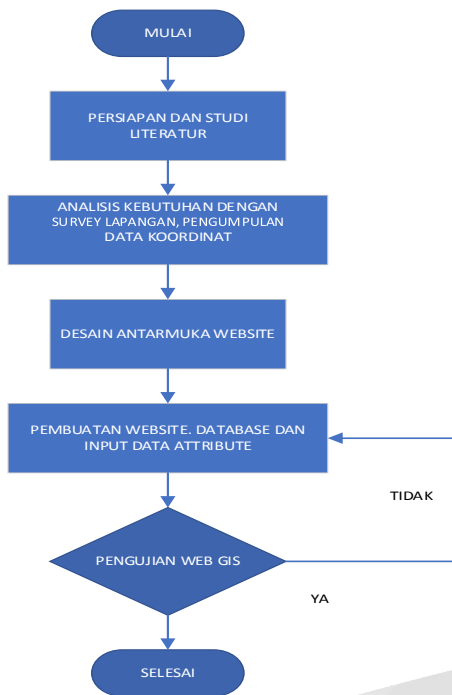 MULAI
PERSIAPAN DAN STUDI
LITERATUR
ANALISIS KEBUTUHAN DENGAN
SURVEY LAPANGAN, PENGUMPULAN
DATA KOORDINAT
DESAIN ANTARMUKA WEBSITE
PEMBUATAN WEBSITE. DATABASE DAN
INPUT DATA ATTRIBUTE
TIDAK
PENGUJIAN WEB GIS
YA
SELESAI